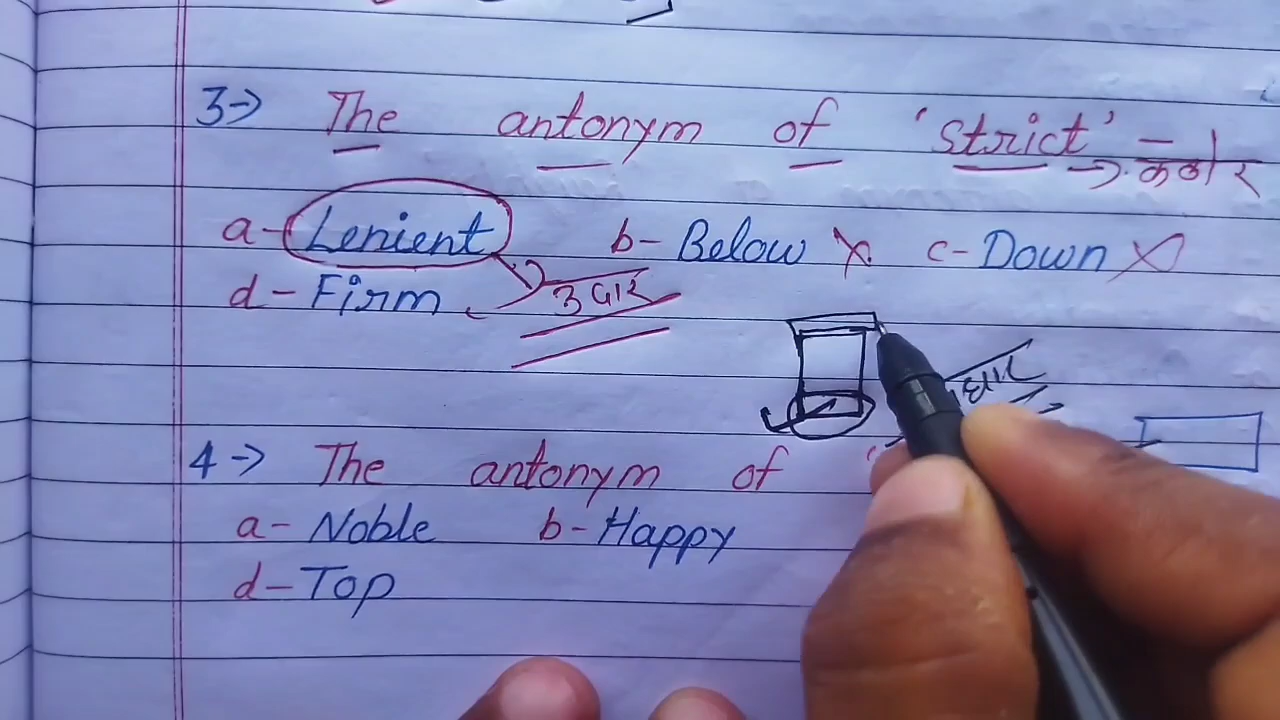 3→ The antonym of 'Strict' –
→ कठोर
a- Lenient b- Below c- Down
d- Firm उदार
4→ The antonym of
a- Noble b- Happy
d- Top